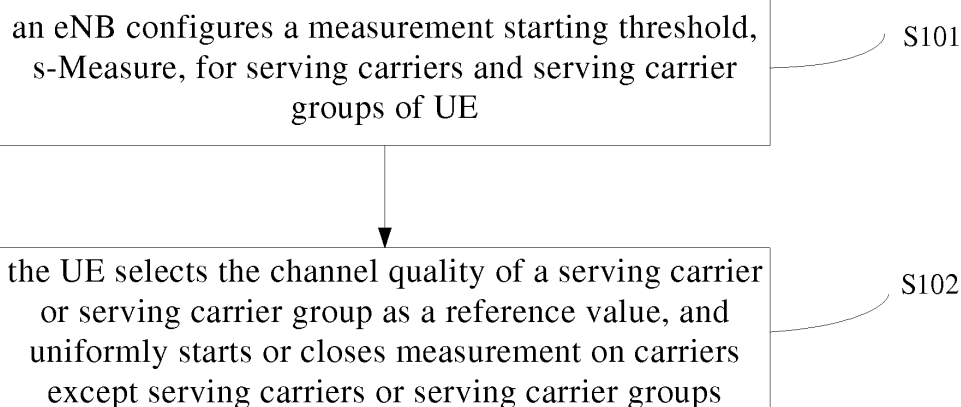 an eNB configures a measurement starting threshold,
s-Measure, for serving carriers and serving carrier
groups of UE
S101
the UE selects the channel quality of a serving carrier
or serving carrier group as a reference value, and
uniformly starts or closes measurement on carriers
except serving carriers or serving carrier groups
S102